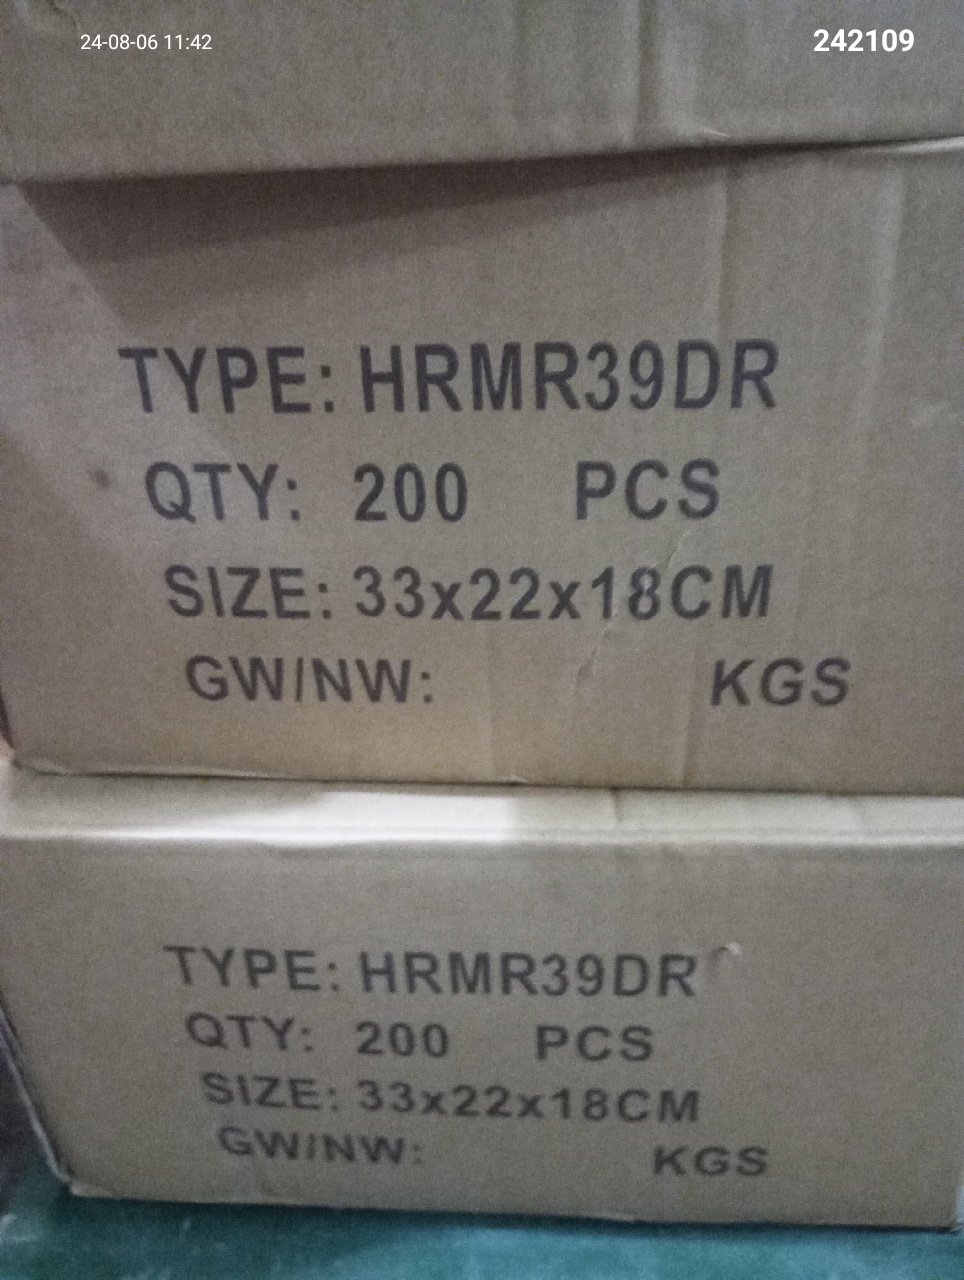 24-08-06 11:42
242109
TYPE: HRMR39DR
QTY: 200 PCS
SIZE: 33x22x18CM
GW/NW: KGS
TYPE: HRMR39DR
QTY: 200 PCS
SIZE: 33x22x18CM
GW/NW: KGS